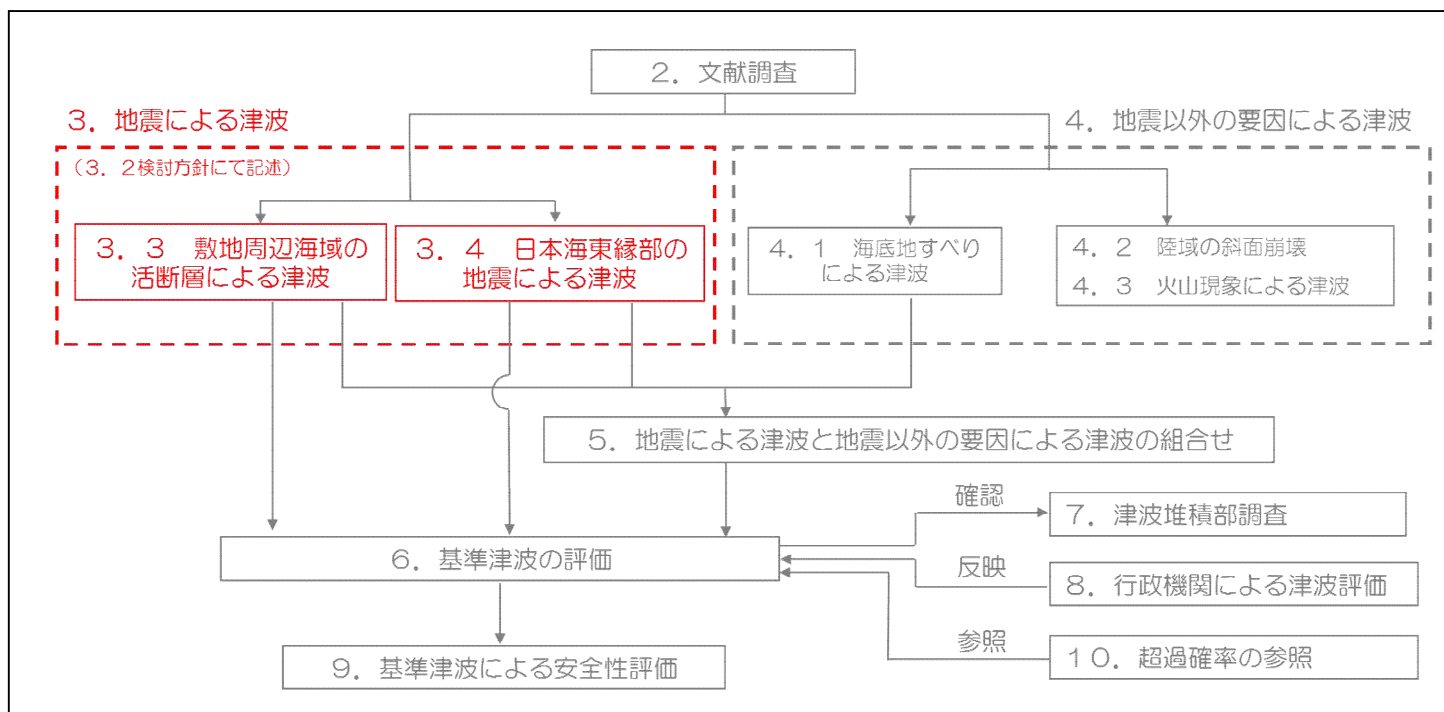 2．文献調査
3．地震による津波
4．地震以外の要因による津波
（3．2検討方針にて記述）
3．3　敷地周辺海域の
活断層による津波
3．4　日本海東縁部の
地震による津波
4．1　海底地すべり
による津波
4．2　陸域の斜面崩壊
4．3　火山現象による津波
5．地震による津波と地震以外の要因による津波の組合せ
確認
7．津波堆積部調査
6．基準津波の評価
反映
8．行政機関による津波評価
参照
9．基準津波による安全性評価
10．超過確率の参照